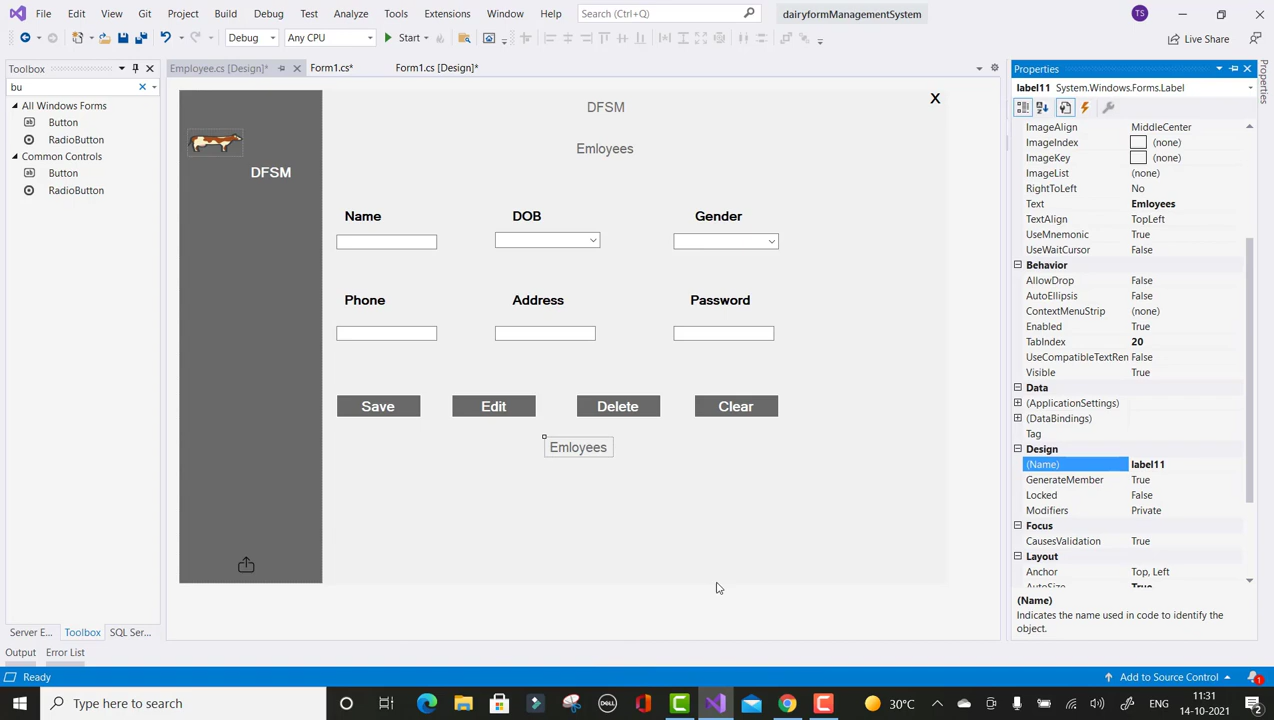 File Edit View Git Project Build Debug Test Analyze Tools Extensions Window Help Search (Ctrl+Q) dairyformManagementSystem TS
Debug Any CPU Start Live Share
Toolbox
bu
All Windows Forms
Button
RadioButton
Common Controls
Button
RadioButton
Server E... Toolbox SQL Ser...
Output Error List
Employee.cs [Design]* Form1.cs* Form1.cs [Design]*
DFSM X
Emloyees
DFSM
Name DOB Gender
Phone Address Password
Save Edit Delete Clear
Emloyees
Properties
label11 System.Windows.Forms.Label
ImageAlign MiddleCenter
ImageIndex (none)
ImageKey (none)
ImageList (none)
RightToLeft No
Text Emloyees
TextAlign TopLeft
UseMnemonic True
UseWaitCursor False
Behavior
AllowDrop False
AutoEllipsis False
ContextMenuStrip (none)
Enabled True
TabIndex 20
UseCompatibleTextRen False
Visible True
Data
(ApplicationSettings)
(DataBindings)
Tag
Design
(Name) label11
GenerateMember True
Locked False
Modifiers Private
Focus
CausesValidation True
Layout
Anchor Top, Left
AutoSize True
(Name)
Indicates the name used in code to identify the
object.
Properties
Ready Add to Source Control 1
Type here to search DELL 30°C ENG 11:31
14-10-2021 2